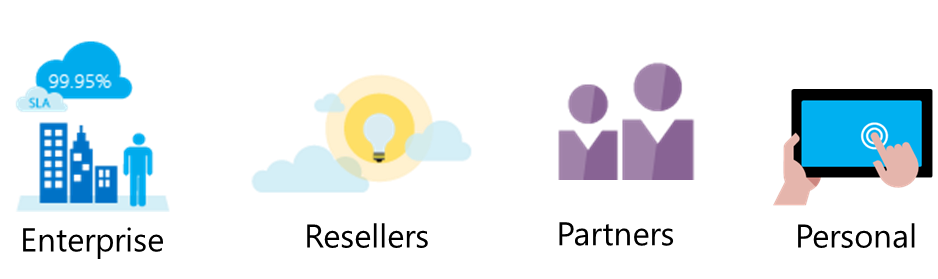 99.95%
SLA
Enterprise
Resellers
Partners
Personal